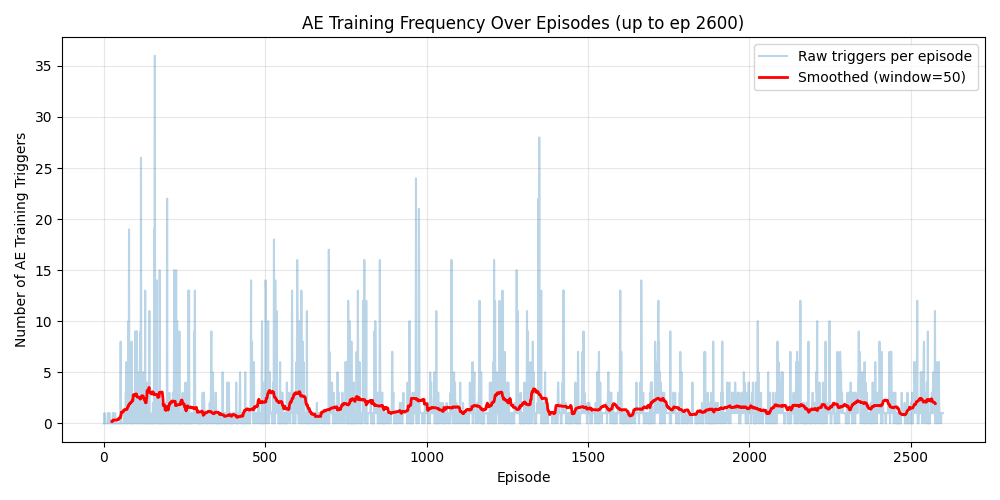 AE Training Frequency Over Episodes (up to ep 2600)
Raw triggers per episode
Smoothed (window=50)
Number of AE Training Triggers
35
30
25
20
15
10
5
0
0 500 1000 1500 2000 2500
Episode